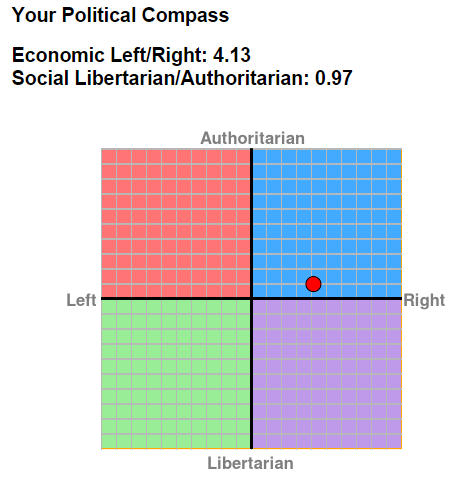 Your Political Compass
Economic Left/Right: 4.13
Social Libertarian/Authoritarian: 0.97
Authoritarian
Left
Right
Libertarian